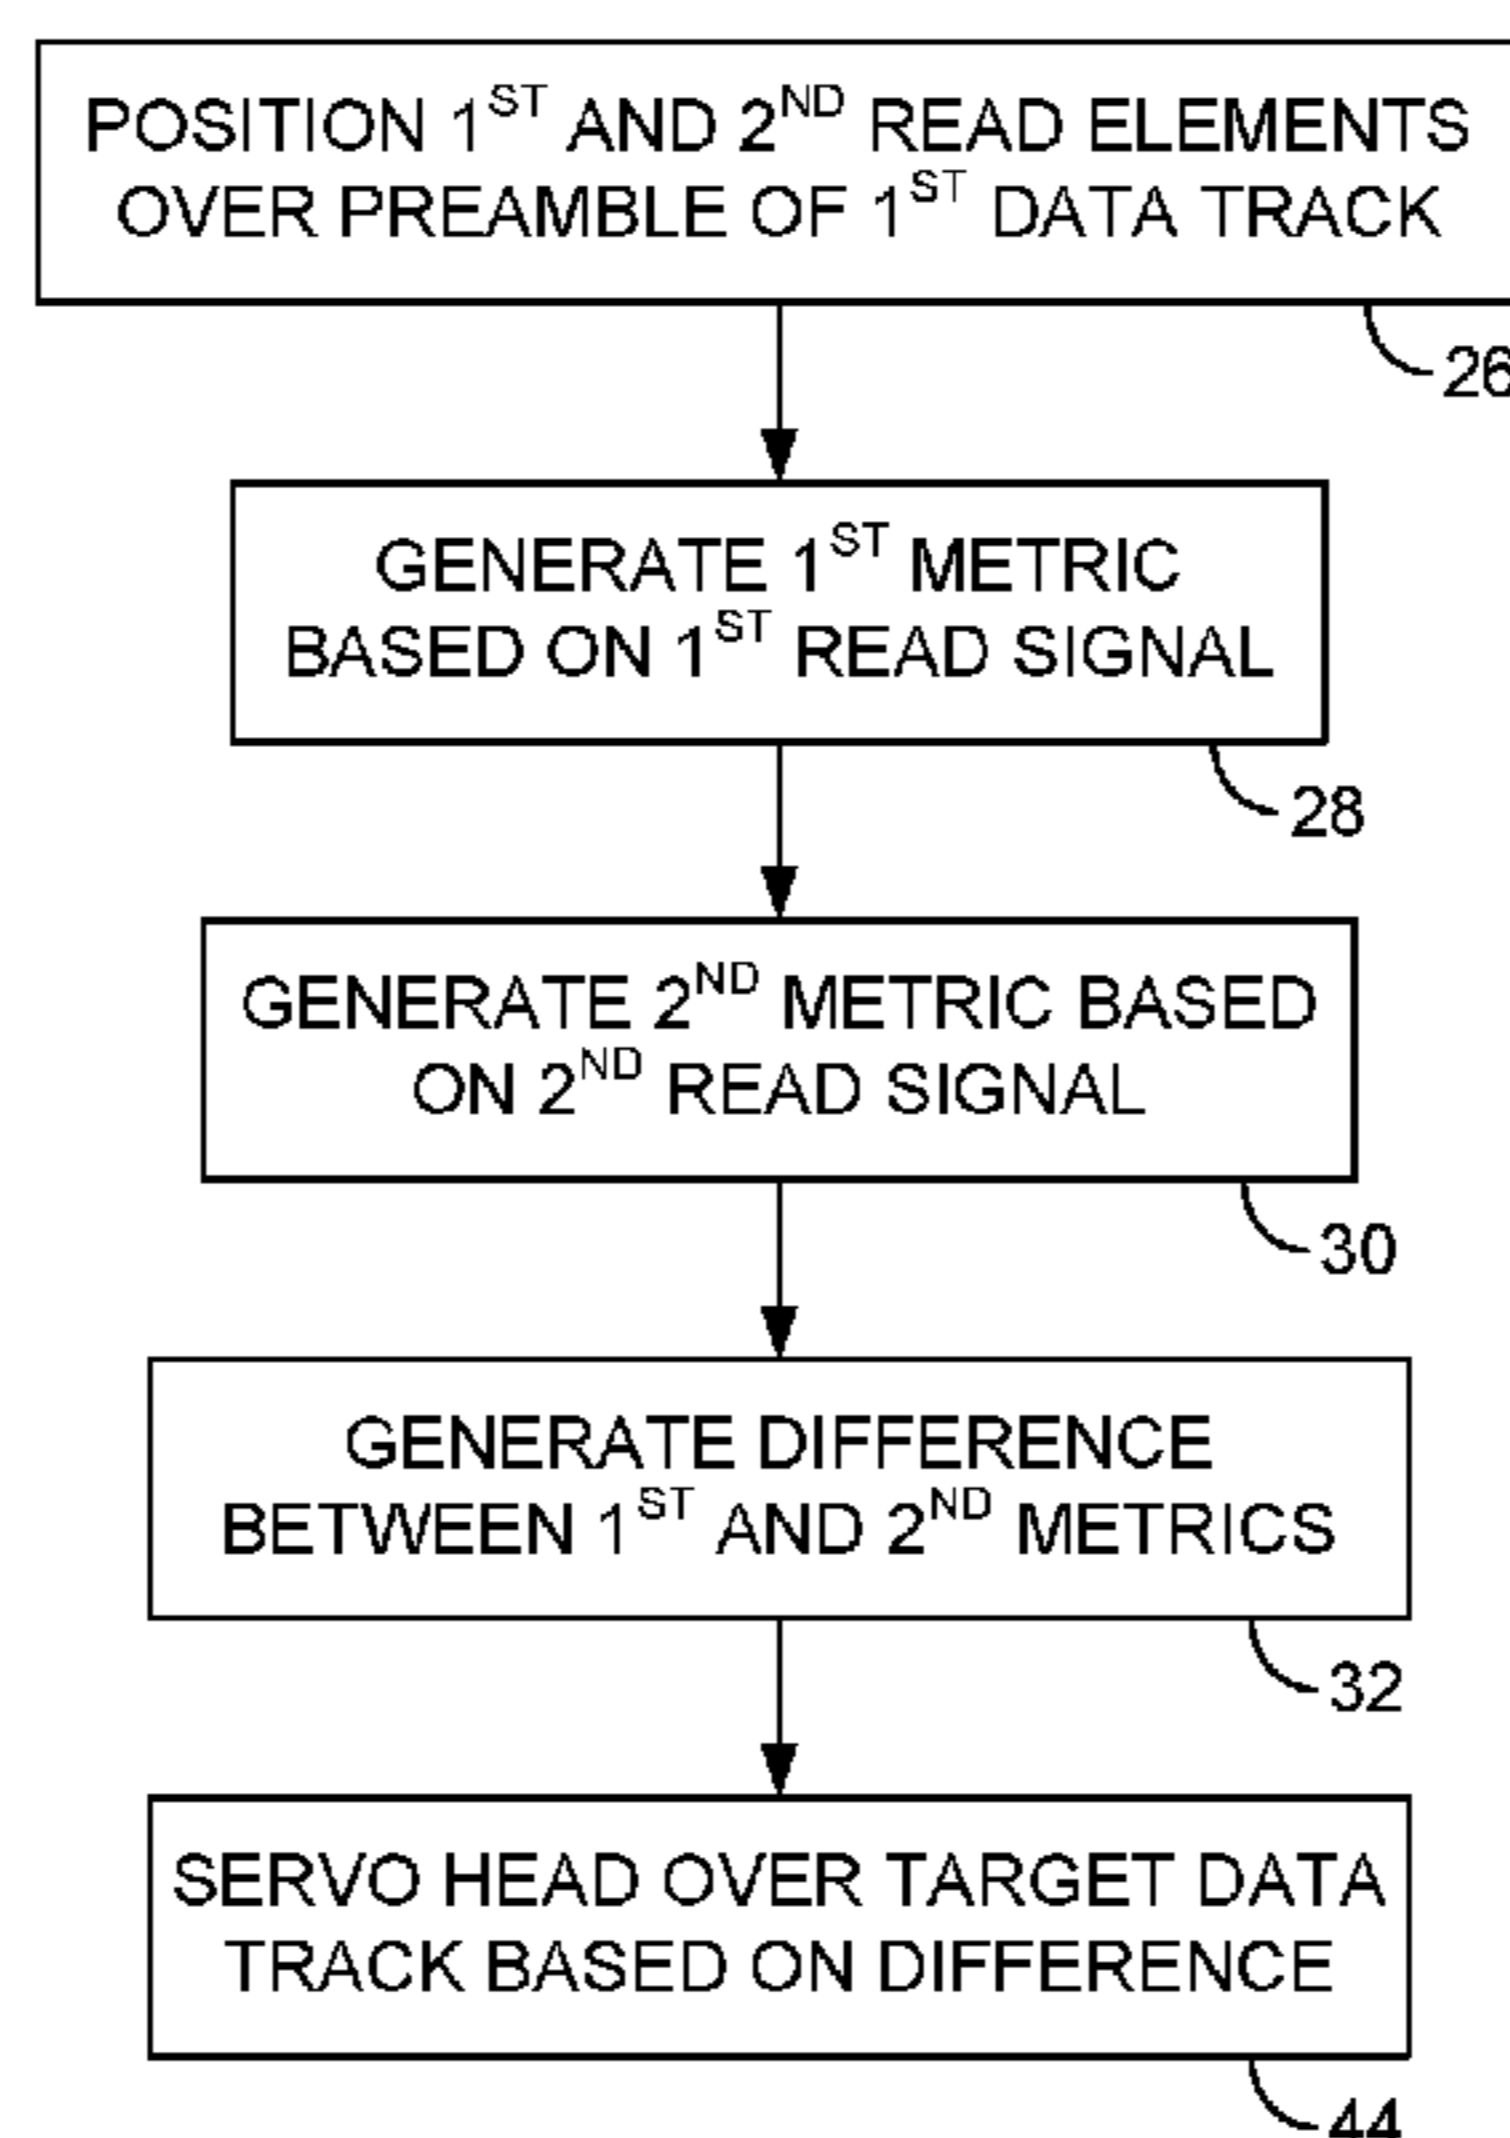 POSITION 1ST AND 2ND READ ELEMENTS
OVER PREAMBLE OF 1ST DATA TRACK
26
GENERATE 1ST METRIC
BASED ON 1ST READ SIGNAL
28
GENERATE 2ND METRIC BASED
ON 2ND READ SIGNAL
30
GENERATE DIFFERENCE
BETWEEN 1ST AND 2ND METRICS
32
SERVO HEAD OVER TARGET DATA
TRACK BASED ON DIFFERENCE
44